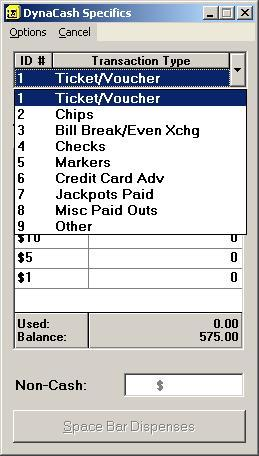 DynaCash Specifics
Options Cancel
ID # Transaction Type
1 Ticket/Voucher
1 Ticket/Voucher
2 Chips
3 Bill Break/Even Xchg
4 Checks
5 Markers
6 Credit Card Adv
7 Jackpots Paid
8 Misc Paid Outs
9 Other
$10 0
$5 0
$1 0
Used: 0.00
Balance: 575.00
Non-Cash: $
Space Bar Dispenses